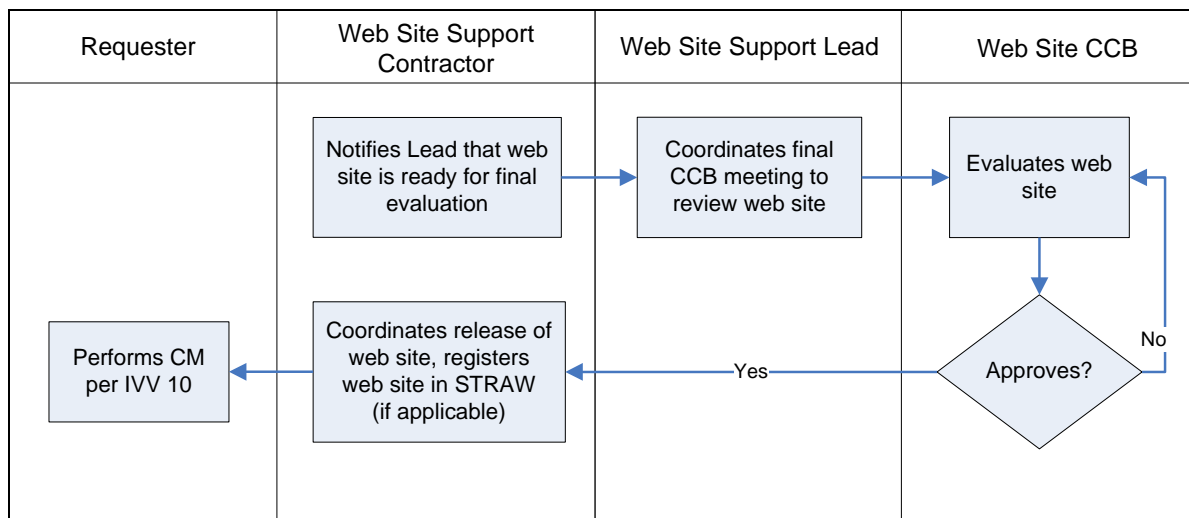 Requester
Web Site Support
Contractor
Web Site Support Lead
Web Site CCB
Notifies Lead that web
site is ready for final
evaluation
Coordinates final
CCB meeting to
review web site
Evaluates web
site
Performs CM
per IVV 10
Coordinates release of
web site, registers
web site in STRAW
(if applicable)
Yes
Approves?
No